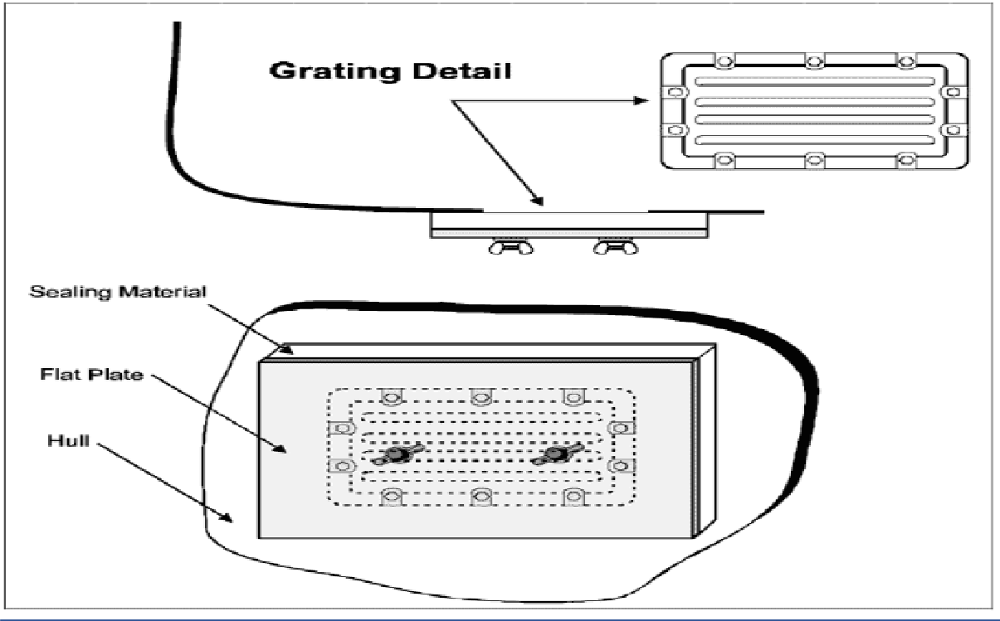 Grating Detail
Sealing Material
Flat Plate
Hull